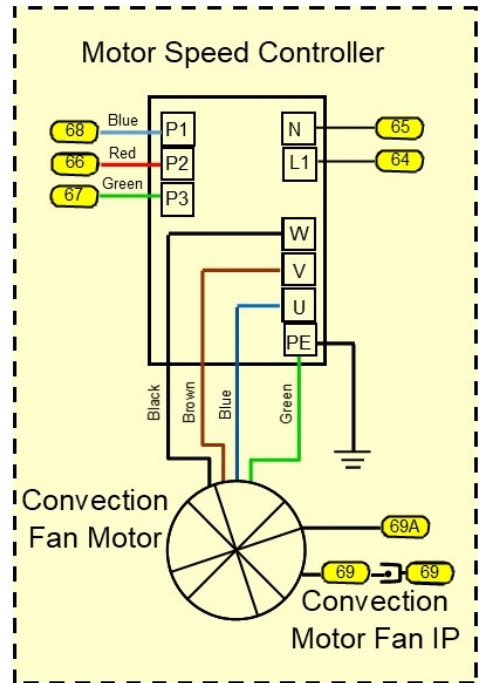 Motor Speed Controller
68 Blue P1 N 65
66 Red P2 L1 64
67 Green P3
W
V
U
PE
Black
Brown
Blue
Green
Convection
Fan Motor
69A
69 69
Convection
Motor Fan IP